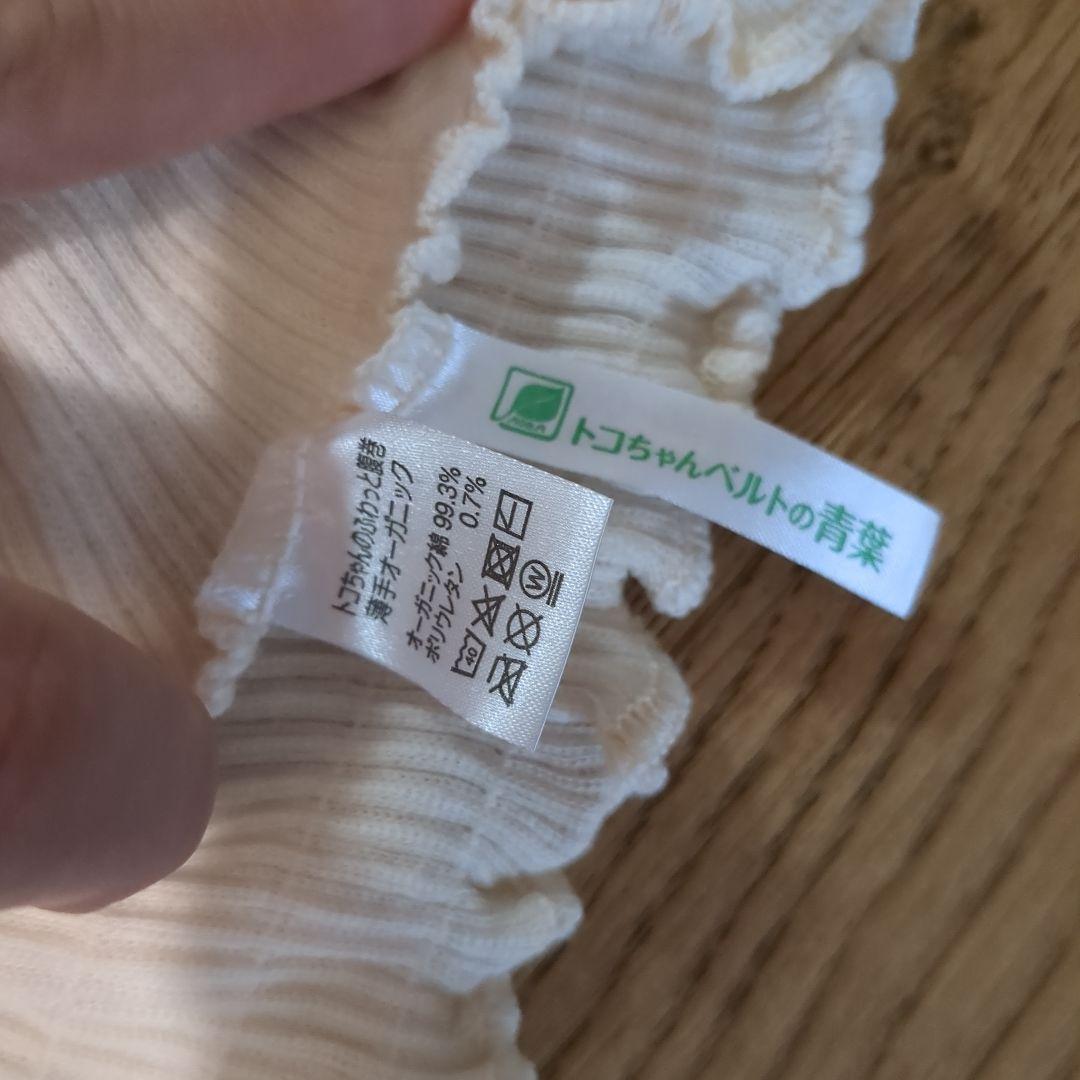 トコちゃんベルトの青葉
トコちゃんのふわっと腹巻
薄手オーガニック
オーガニック綿 99.3%
ポリウレタン 0.7%
40
W